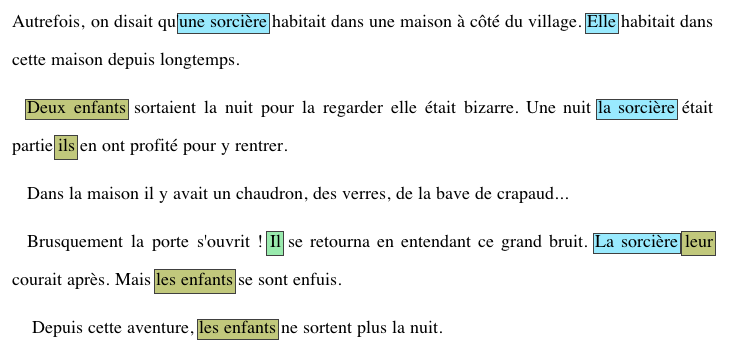 Autrefois, on disait qu une sorcière habitait dans une maison à côté du village. Elle habitait dans
cette maison depuis longtemps.
Deux enfants sortaient la nuit pour la regarder elle était bizarre. Une nuit la sorcière était
partie ils en ont profité pour y rentrer.
Dans la maison il y avait un chaudron, des verres, de la bave de crapaud...
Brusquement la porte s'ouvrit ! Il se retourna en entendant ce grand bruit. La sorcière leur
courait après. Mais les enfants se sont enfuis.
Depuis cette aventure, les enfants ne sortent plus la nuit.